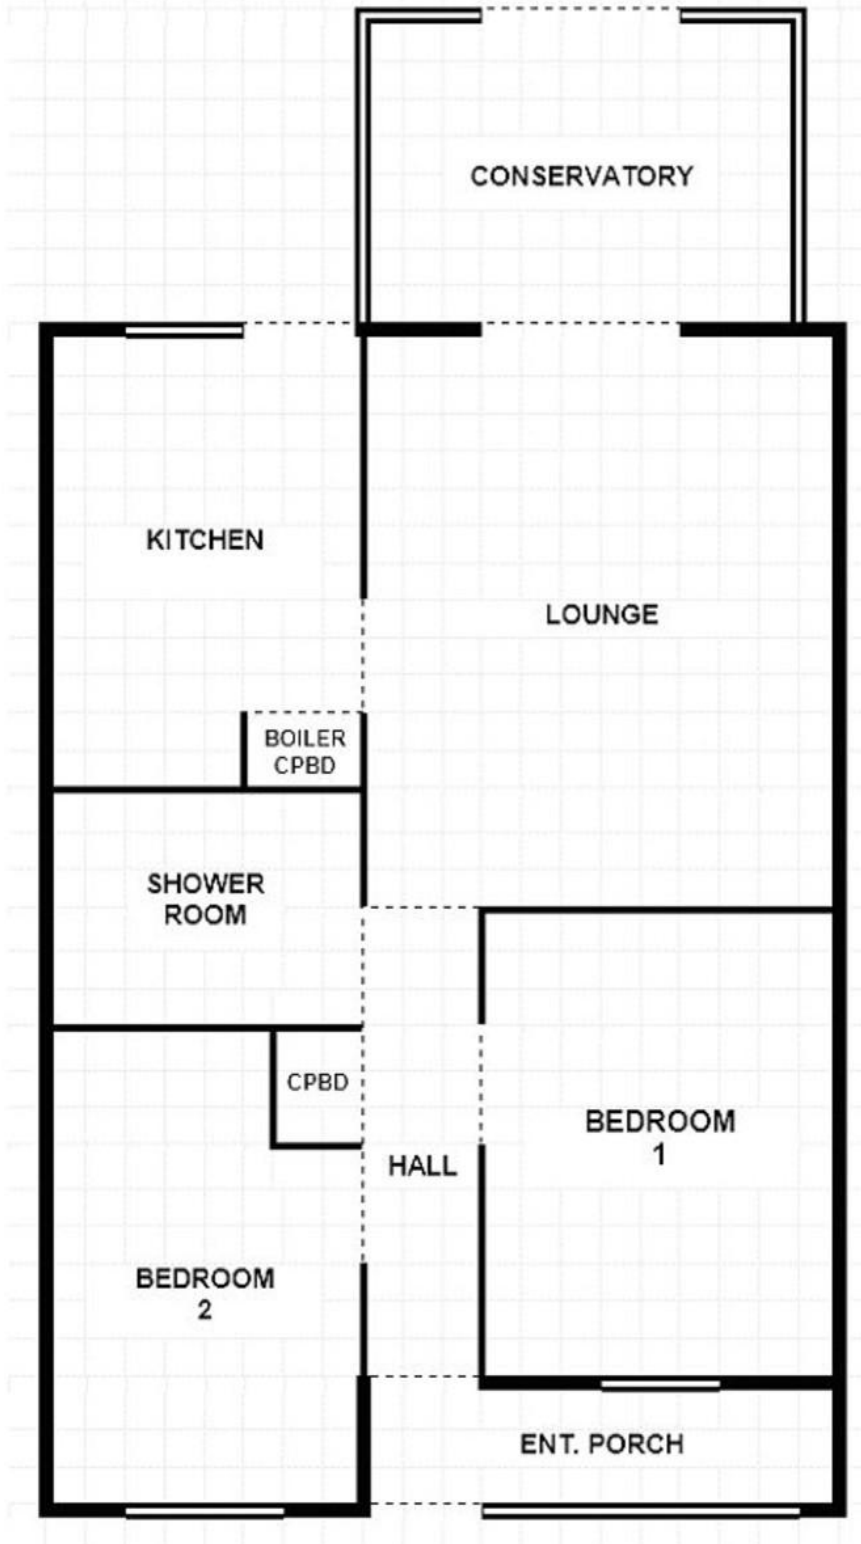 CONSERVATORY
KITCHEN
LOUNGE
BOILER
CPBD
SHOWER
ROOM
CPBD
BEDROOM
1
HALL
BEDROOM
2
ENT. PORCH